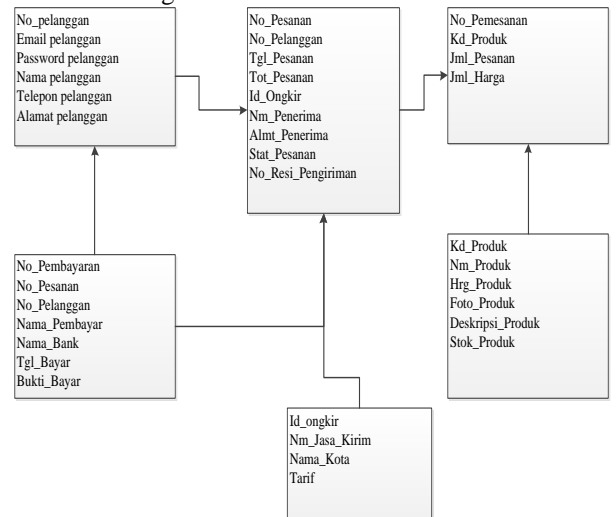 No_pelanggan
Email pelanggan
Password pelanggan
Nama pelanggan
Telepon pelanggan
Alamat pelanggan
No_Pesanan
No_Pelanggan
Tgl_Pesanan
Tot_Pesanan
Id_Ongkir
Nm_Penerima
Almt_Penerima
Stat_Pesanan
No_Resi_Pengiriman
No_Pemesanan
Kd_Produk
Jml_Pesanan
Jml_Harga
No_Pembayaran
No_Pesanan
No_Pelanggan
Nama_Pembayar
Nama_Bank
Tgl_Bayar
Bukti_Bayar
Kd_Produk
Nm_Produk
Hrg_Produk
Foto_Produk
Deskripsi_Produk
Stok_Produk
Id_ongkir
Nm_Jasa_Kirim
Nama_Kota
Tarif